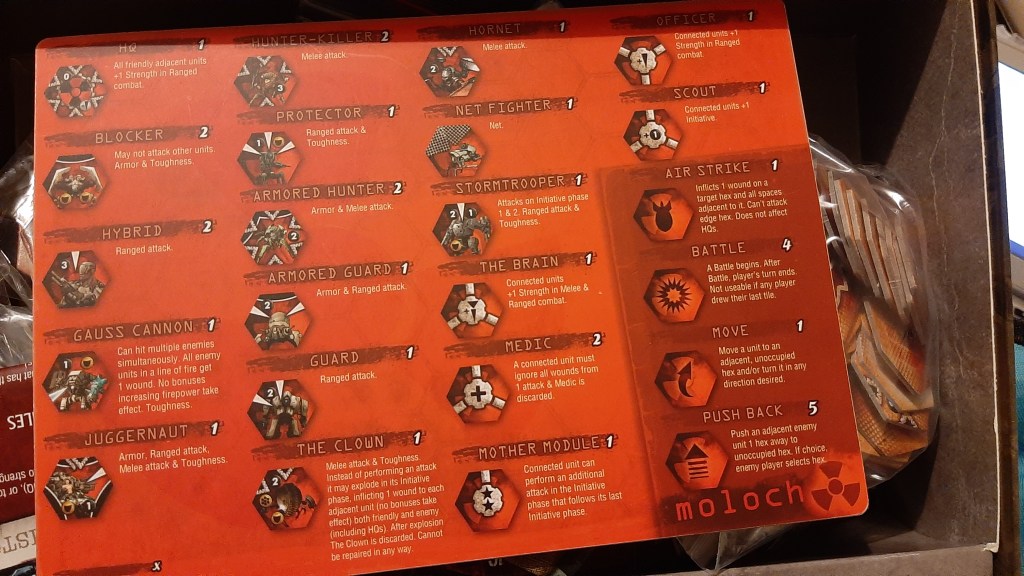 HQ 1
All friendly adjacent units
+1 Strength in Ranged
combat.
BLOCKER 2
May not attack other units.
Armor & Toughness.
HYBRID 2
Ranged attack.
GAUSS CANNON 1
Can hit multiple enemies
simultaneously. All enemy
units in a line of fire get
1 wound. No bonuses
increasing firepower take
effect. Toughness.
JUGGERNAUT 1
Armor, Ranged attack,
Melee attack & Toughness.
x
HUNTER-KILLER 2
Melee attack.
PROTECTOR 1
Ranged attack &
Toughness.
ARMORED HUNTER 2
Armor & Melee attack.
ARMORED GUARD 1
Armor & Ranged attack.
GUARD 1
Ranged attack.
THE CLOWN 1
Melee attack & Toughness.
Instead of performing an attack
it may explode in its Initiative
phase, inflicting 1 wound to each
adjacent unit (no bonuses take
effect) both friendly and enemy
(including HQs). After explosion
The Clown is discarded. Cannot
be repaired in any way.
HORNET 1
Melee attack.
NET FIGHTER 1
Net.
STORMTROOPER 1
Attacks on Initiative phase
1 & 2. Ranged attack &
Toughness.
THE BRAIN 1
Connected units
+1 Strength in Melee &
Ranged combat.
MEDIC 2
A connected unit must
ignore all wounds from
1 attack & Medic is
discarded.
MOTHER MODULE 1
Connected unit can
perform an additional
attack in the Initiative
phase that follows its last
Initiative phase.
OFFICER 1
Connected units +1
Strength in Ranged
combat.
SCOUT 1
Connected units +1
Initiative.
AIR STRIKE 1
Inflicts 1 wound on a
target hex and all spaces
adjacent to it. Can't attack
edge hex. Does not affect
HQs.
BATTLE 4
A Battle begins. After
Battle, player's turn ends.
Not useable if any player
drew their last tile.
MOVE 1
Move a unit to an
adjacent, unoccupied
hex and/or turn it in any
direction desired.
PUSH BACK 5
Push an adjacent enemy
unit 1 hex away to
unoccupied hex. If choice,
enemy player selects hex.
moloch